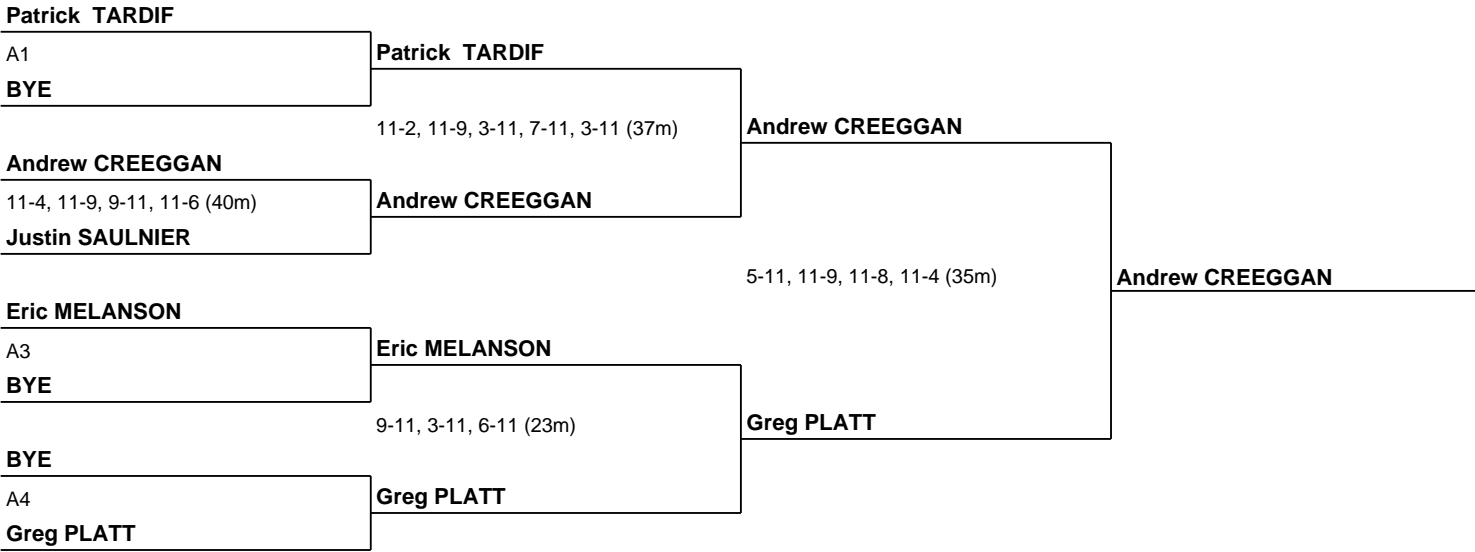 Patrick  TARDIF
A1
BYE
Patrick  TARDIF
11-2, 11-9, 3-11, 7-11, 3-11 (37m)
Andrew CREEGGAN
Andrew CREEGGAN
11-4, 11-9, 9-11, 11-6 (40m)
Justin SAULNIER
Andrew CREEGGAN
5-11, 11-9, 11-8, 11-4 (35m)
Andrew CREEGGAN
Eric MELANSON
A3
BYE
Eric MELANSON
9-11, 3-11, 6-11 (23m)
Greg PLATT
BYE
A4
Greg PLATT
Greg PLATT